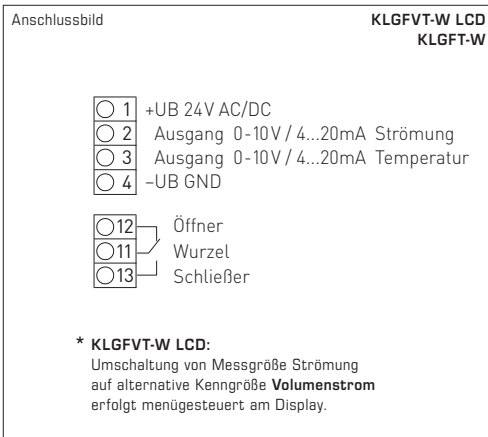 Anschlussbild KLGFVT-W LCD
KLGFT-W
1 +UB 24V AC/DC
2 Ausgang 0-10V / 4...20mA Strömung
3 Ausgang 0-10V / 4...20mA Temperatur
4 –UB GND
12 Öffner
11 Wurzel
13 Schließer
* KLGFVT-W LCD:
Umschaltung von Messgröße Strömung
auf alternative Kenngröße Volumenstrom
erfolgt menügesteuert am Display.